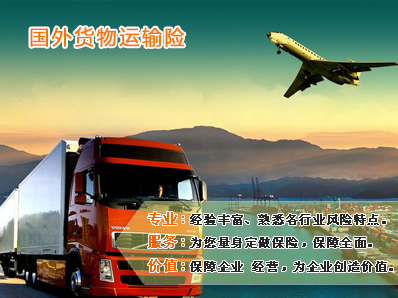 国外货物运输险
专业:经验丰富、熟悉各行业风险特点。
服务:为您量身定做保险,保障全面。
价值:保障企业 经营,为企业创造价值。
VOLVO